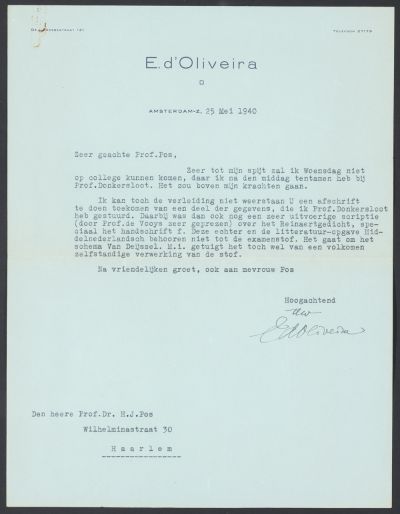 TELEFOON 27179
E. d'Oliveira
AMSTERDAM-Z, 25 Mei 1940
Zeer geachte Prof.Pos,
Zeer tot mijn spijt zal ik Woensdag niet
op college kunnen komen, daar ik na den middag tentamen heb bij
Prof.Donkersloot. Het zou boven mijn krachten gaan.
Ik kan toch de verleiding niet weerstaan U een afschrift
te doen toekomen van een deel der gegevens, die ik Prof.Donkersloot
heb gestuurd. Daarbij was dan ook nog een zeer uitvoerige scriptie
(door Prof.de Vooys zeer geprezen) over het Reinaertgedicht, spe-
ciaal het handschrift f. Deze echter en de litteratuur-opgave Mid-
delnederlandsch behooren niet tot de examenstof. Het gaat om het
schema Van Deijssel. M.i. getuigt het toch wel van een volkomen
zelfstandige verwerking van de stof.
Na vriendelijken groet, ook aan mevrouw Pos
Hoogachtend
Uw
EdOliveira
Den heere Prof.Dr. H.J.Pos
Wilhelminastraat 30
H a a r l e m